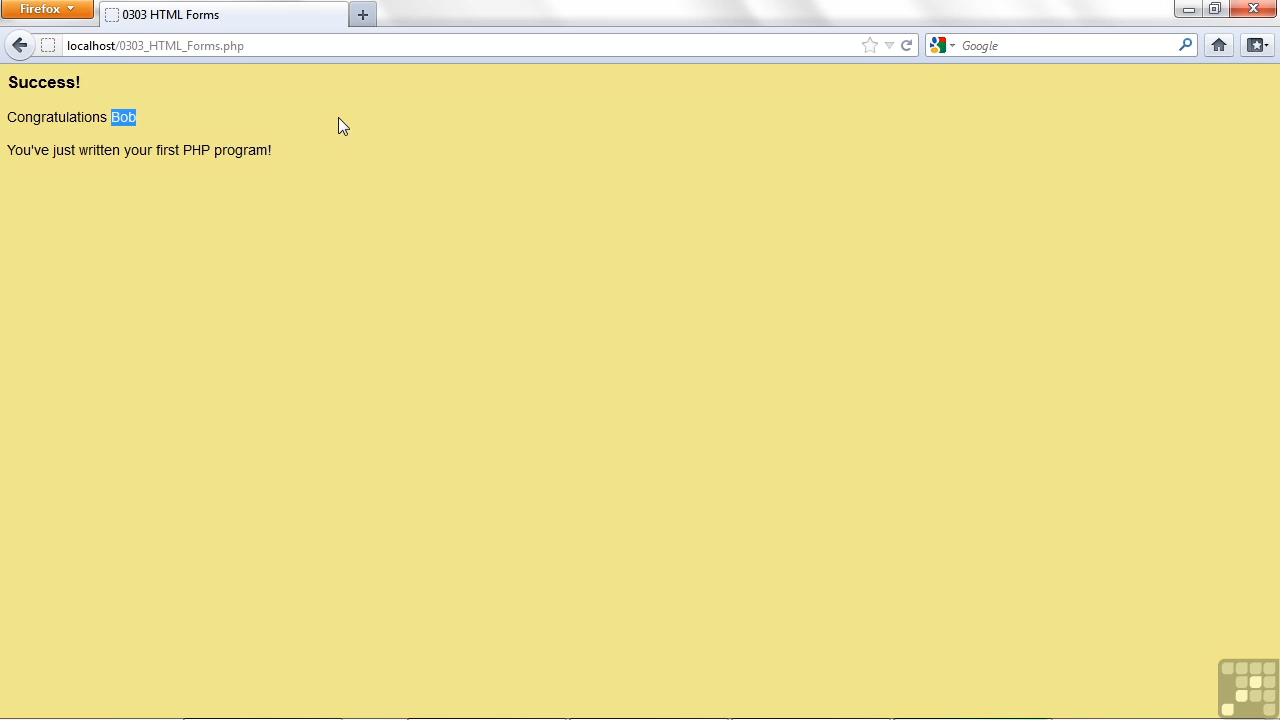 Firefox
0303 HTML Forms
localhost/0303_HTML_Forms.php
Google
Success!
Congratulations Bob
You've just written your first PHP program!